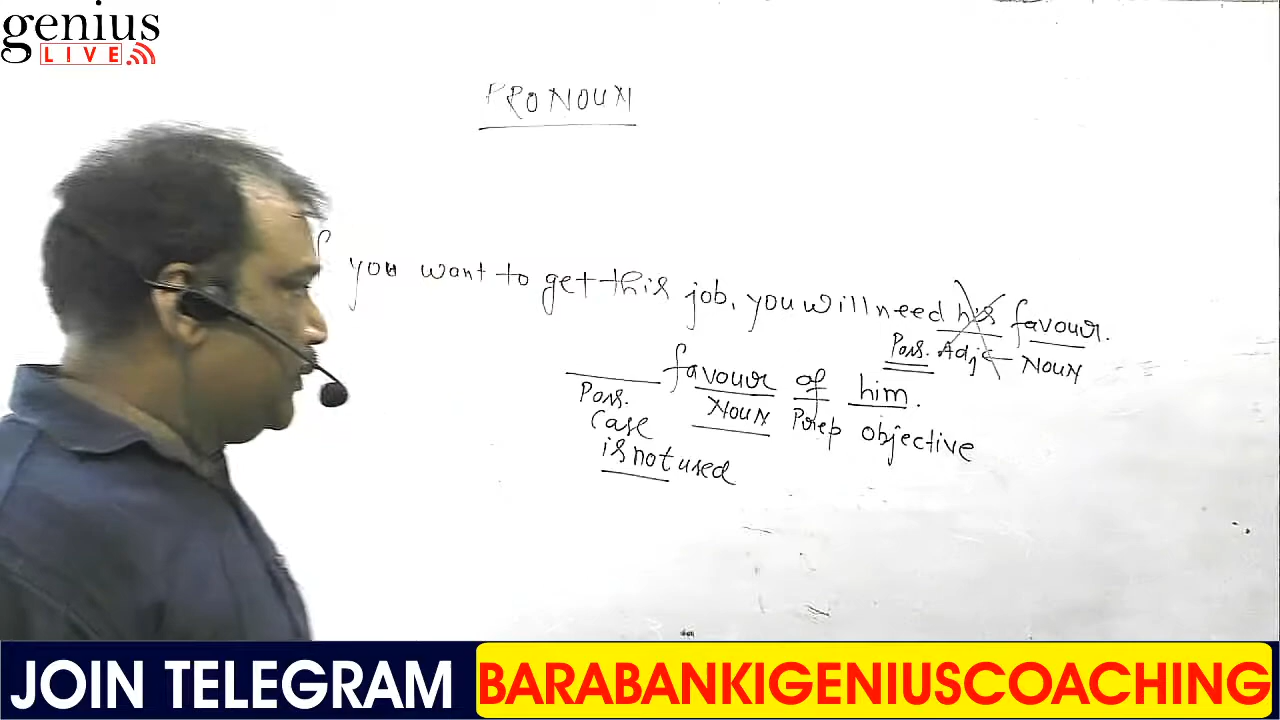 genius
LIVE
PRONOUN
f you want to get this job, you will need his favour.
Poss. Adj NOUN
favour of him.
Poss. NOUN Prep objective
case
is not used
JOIN TELEGRAM BARABANKIGENIUSCOACHING